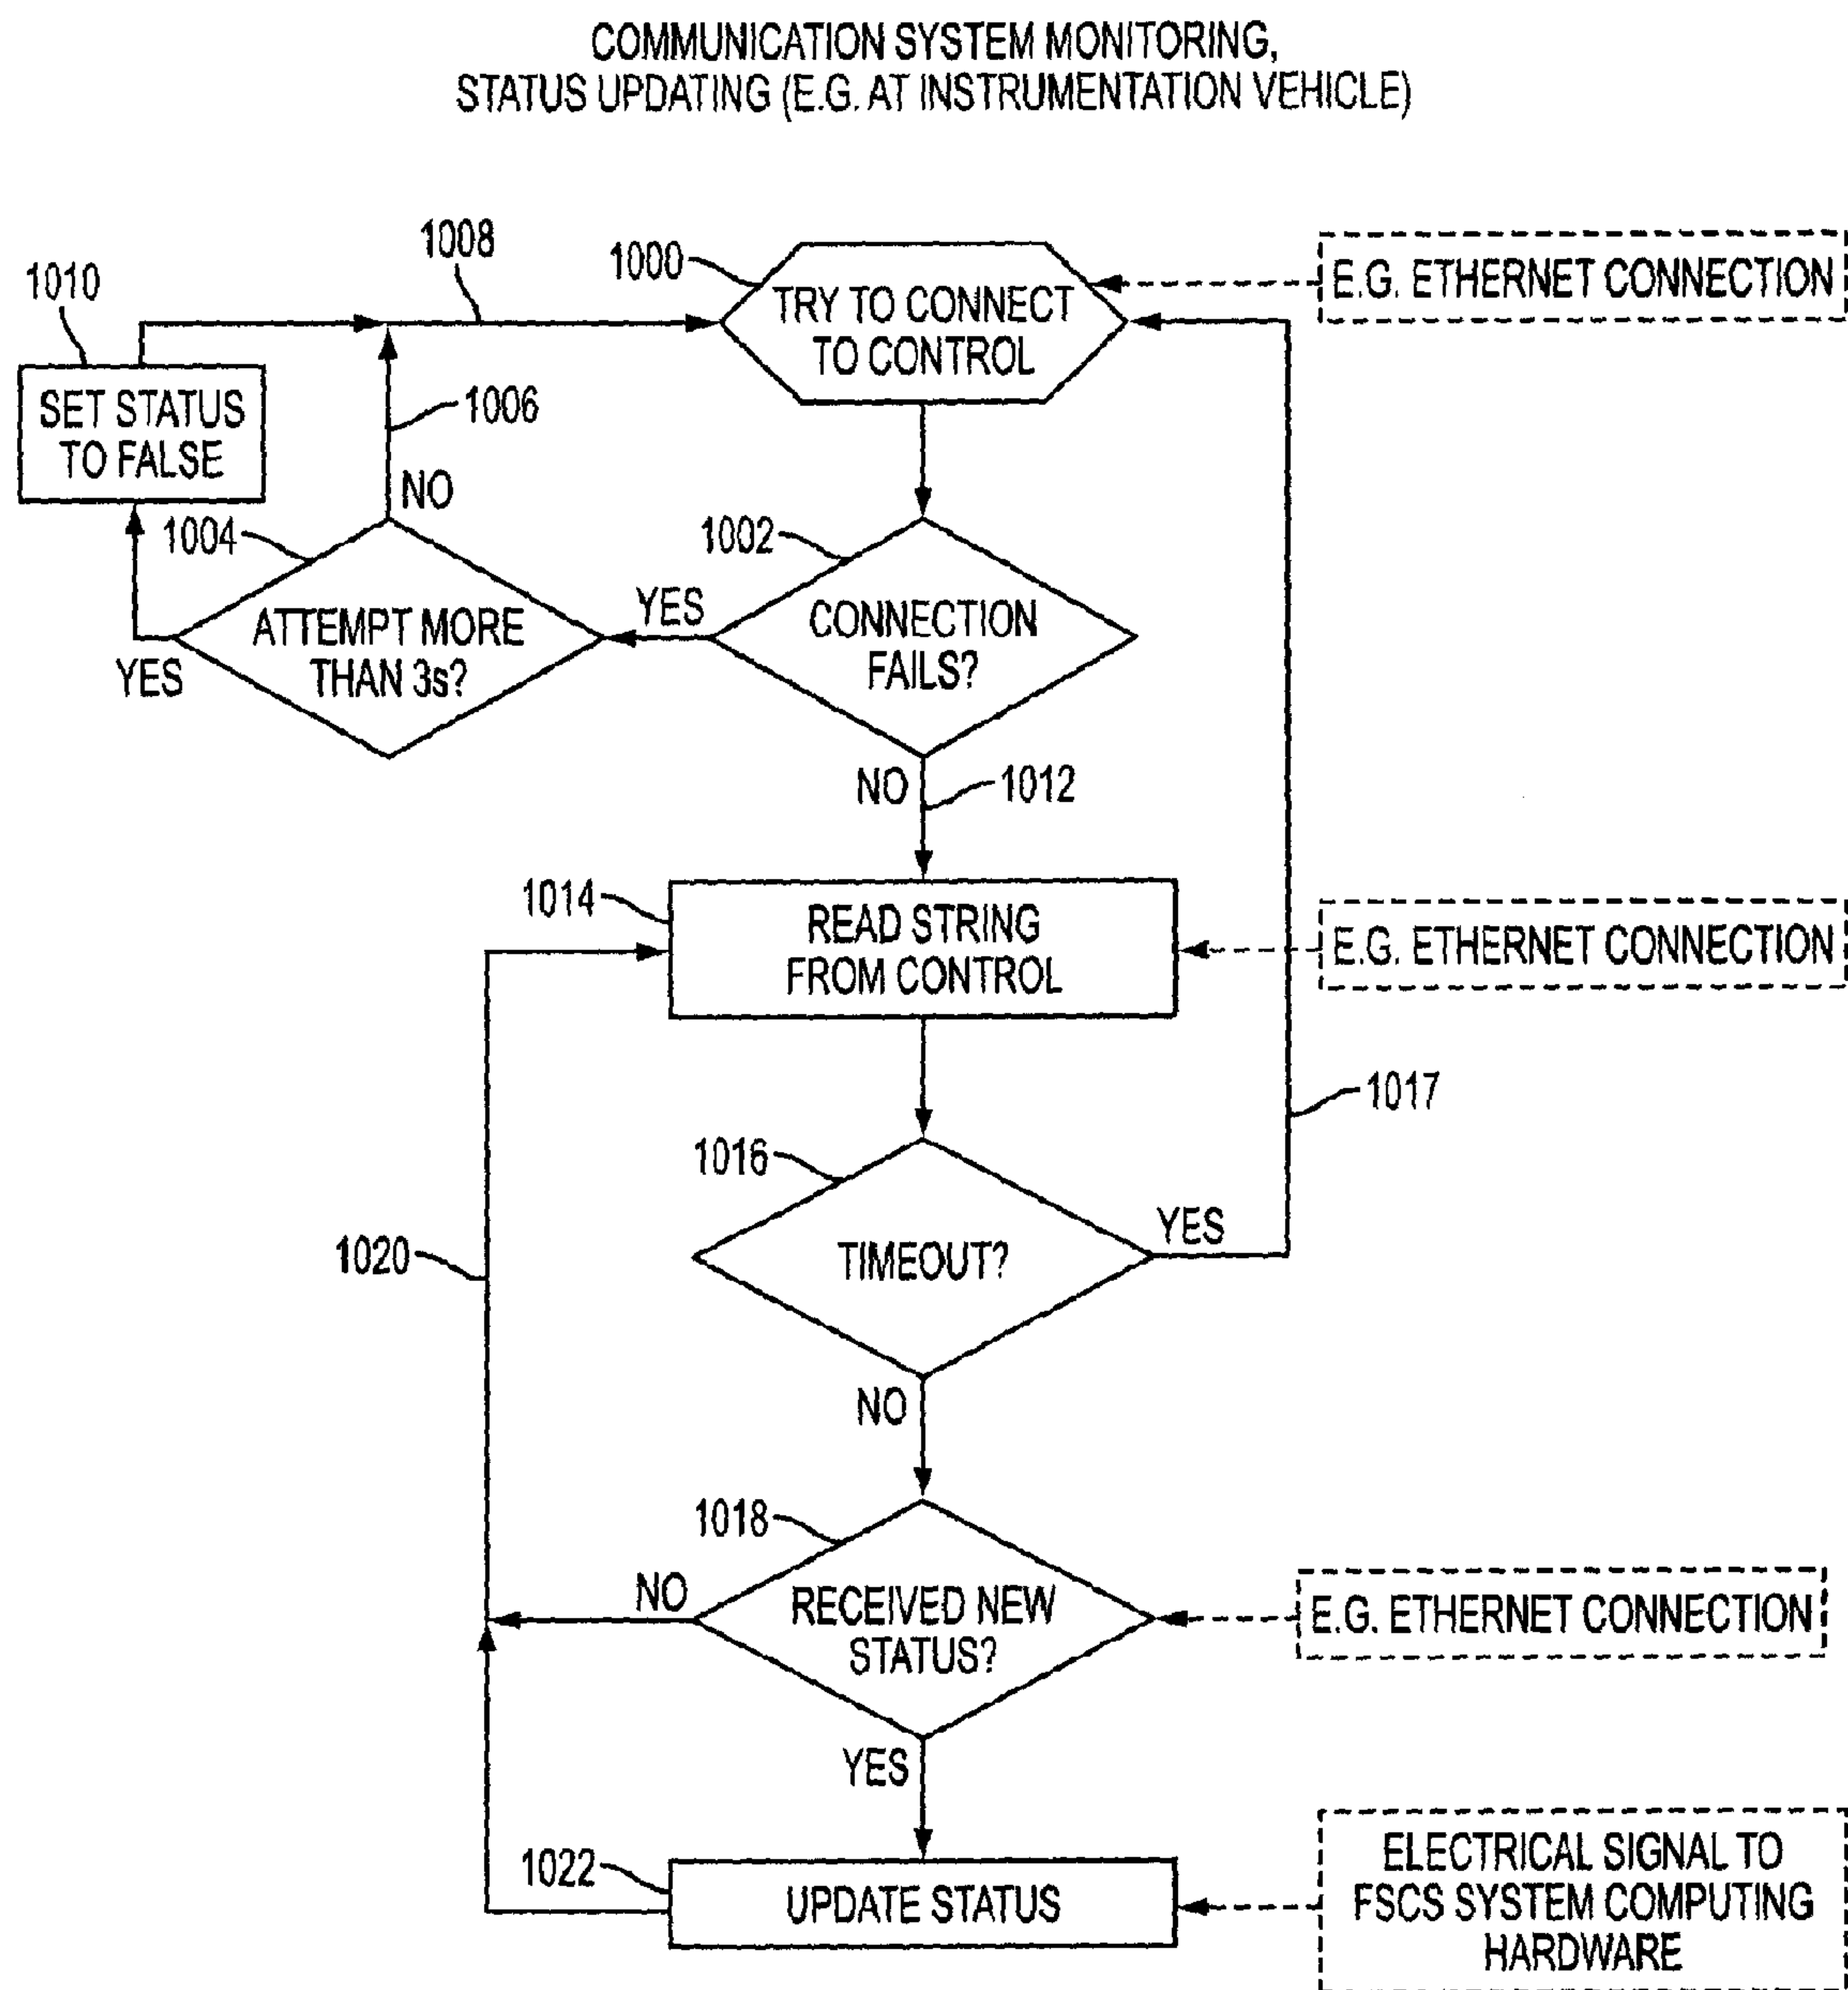 COMMUNICATION SYSTEM MONITORING,
STATUS UPDATING (E.G. AT INSTRUMENTATION VEHICLE)
1008
1000
E.G. ETHERNET CONNECTION
1010
TRY TO CONNECT
TO CONTROL
SET STATUS
TO FALSE
1006
NO
1004
1002
YES
ATTEMPT MORE
THAN 3s?
CONNECTION
FAILS?
YES
NO
1012
1014
READ STRING
FROM CONTROL
E.G. ETHERNET CONNECTION
1017
1016
YES
1020
TIMEOUT?
NO
1018
NO
RECEIVED NEW
STATUS?
E.G. ETHERNET CONNECTION
YES
1022
UPDATE STATUS
ELECTRICAL SIGNAL TO
FSCS SYSTEM COMPUTING
HARDWARE